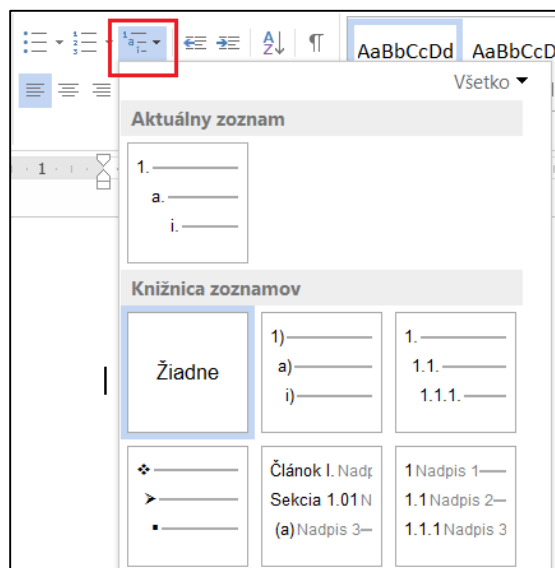 AaBbCcDd AaBbCcD
Všetko
Aktuálny zoznam
1
1.
a.
i.
Knižnica zoznamov
Žiadne
1)
a)
i)
1.
1.1.
1.1.1.
Článok I. Nadp
Sekcia 1.01 N
(a) Nadpis 3
1 Nadpis 1
1.1 Nadpis 2
1.1.1 Nadpis 3